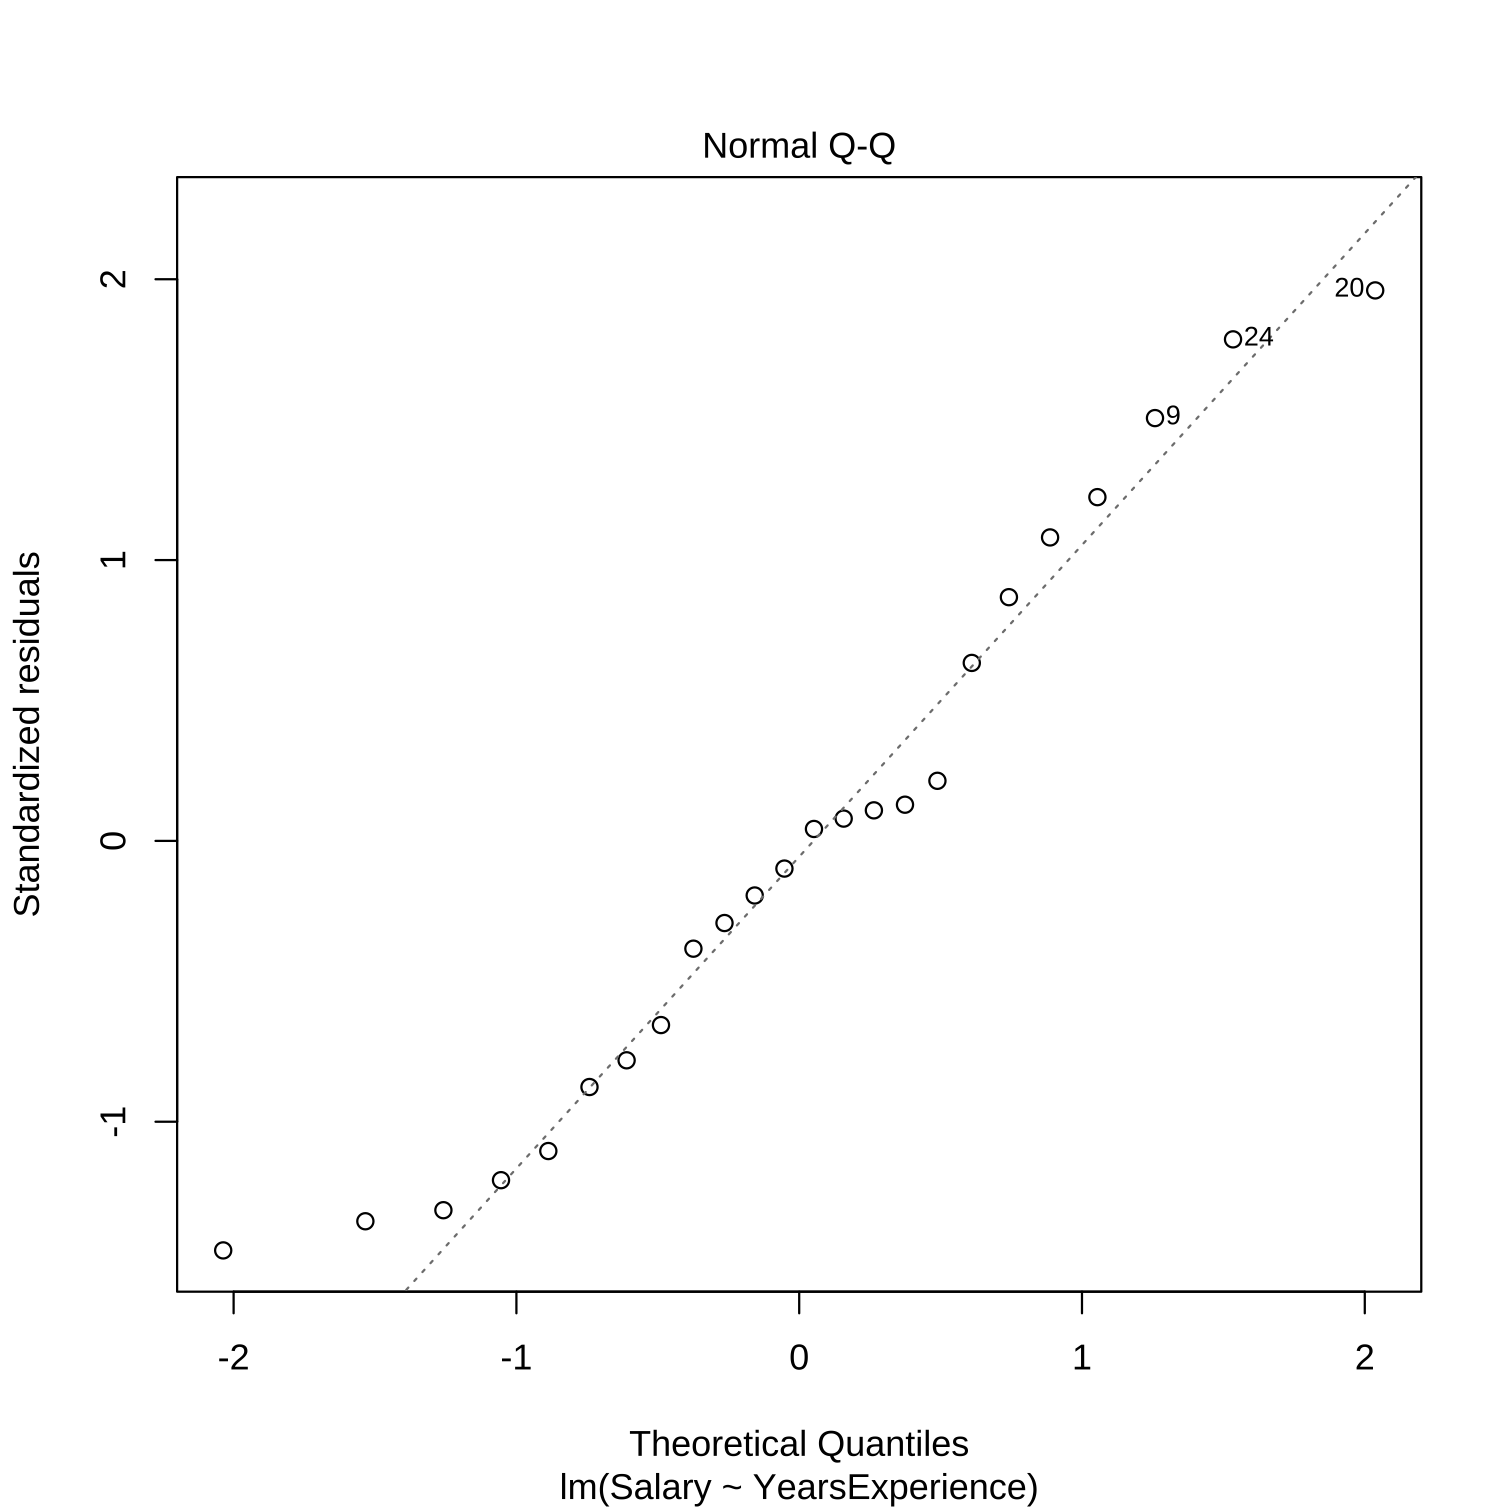 Normal Q-Q
Standardized residuals
2
1
0
-1
20
24
9
-2 -1 0 1 2
Theoretical Quantiles
lm(Salary ~ YearsExperience)